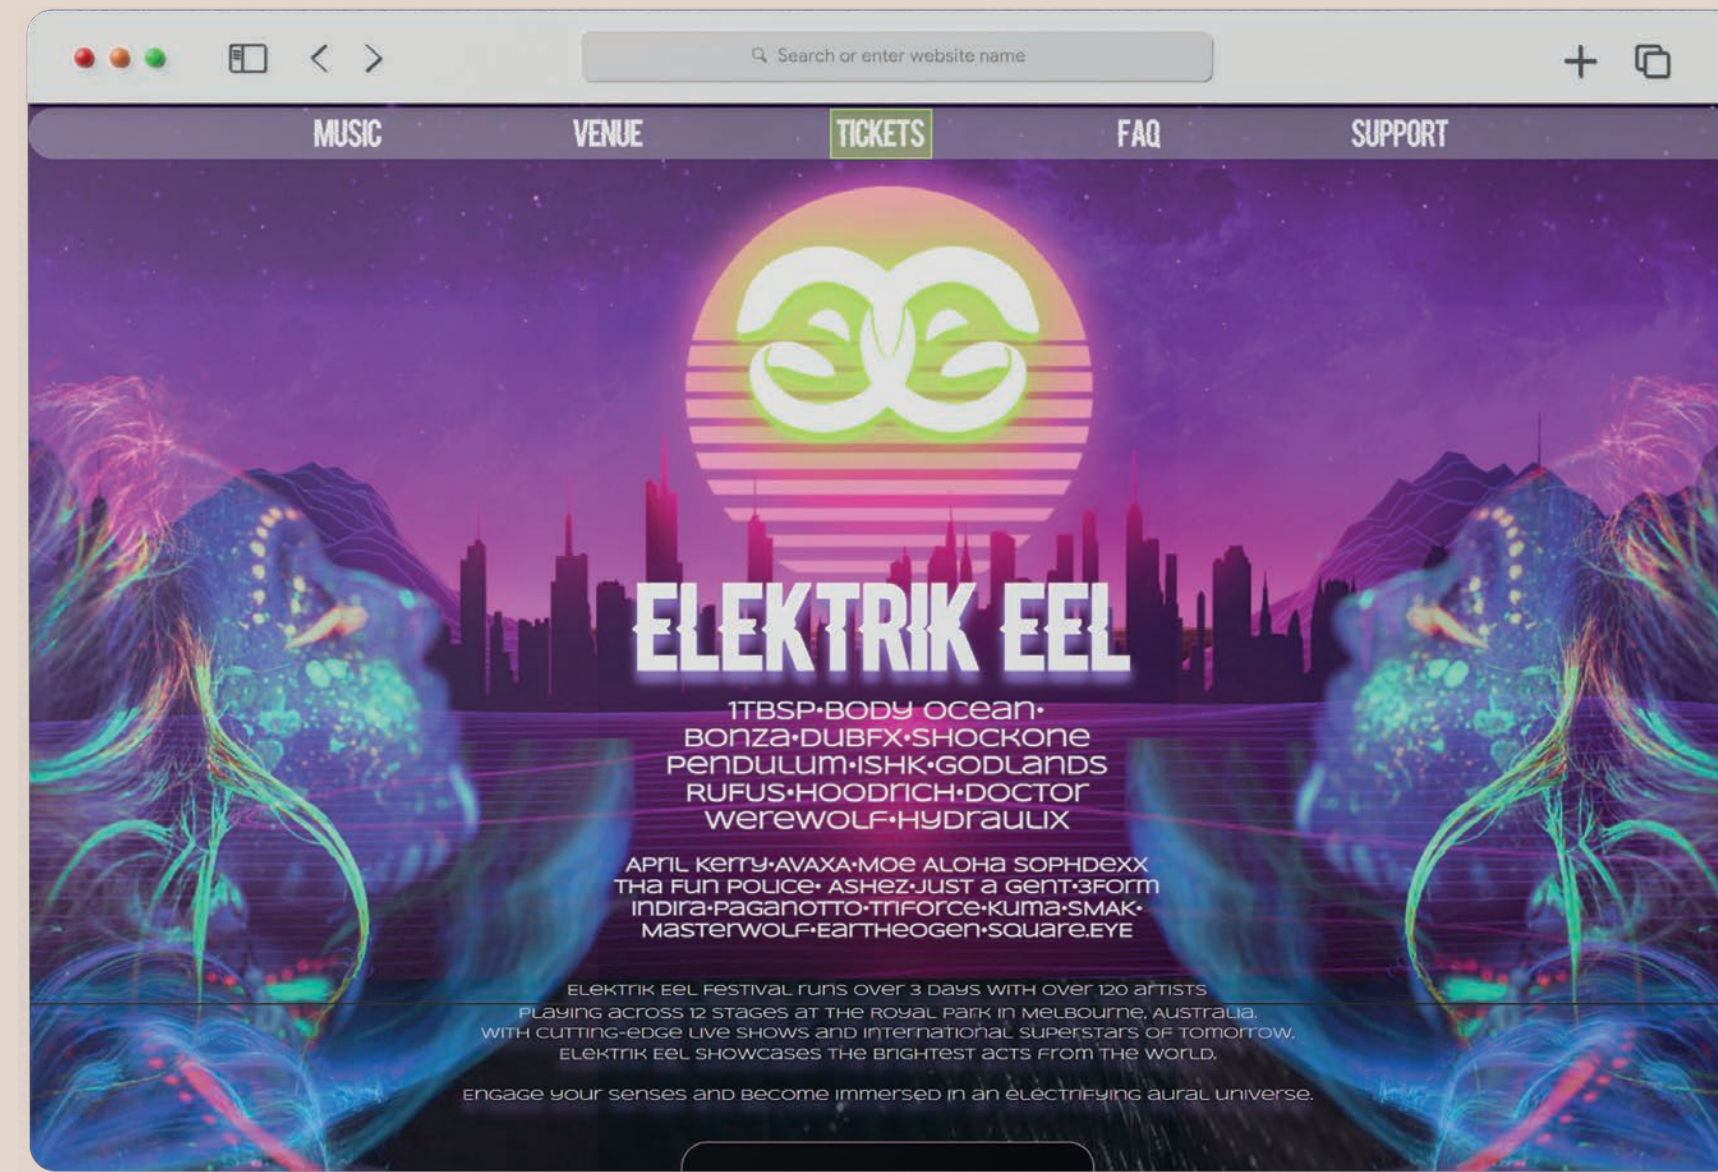 Search or enter website name
MUSIC VENUE TICKETS FAQ SUPPORT
ELEKTRIK EEL
1TBSP•BODY OCEAN•
BONZA•DUBFX•SHOCKONE
PENDULUM•ISHK•GODLANDS
RUFUS•HOODRICH•DOCTOR
WEREWOLF•HYDRAULIX
APRIL KERRY•AVAXA•MOE ALOHA SOPHDEXX
THA FUN POLICE• ASHEZ•JUST A GENT•3FORM
INDIRA•PAGANOTTO•TRIFORCE•KUMA•SMAK•
MASTERWOLF•EARTHEOGEN•SQUARE.EYE
ELEKTRIK EEL FESTIVAL RUNS OVER 3 DAYS WITH OVER 120 ARTISTS
PLAYING ACROSS 12 STAGES AT THE ROYAL PARK IN MELBOURNE, AUSTRALIA.
WITH CUTTING-EDGE LIVE SHOWS AND INTERNATIONAL SUPERSTARS OF TOMORROW,
ELEKTRIK EEL SHOWCASES THE BRIGHTEST ACTS FROM THE WORLD.
ENGAGE YOUR SENSES AND BECOME IMMERSED IN AN ELECTRIFYING AURAL UNIVERSE.